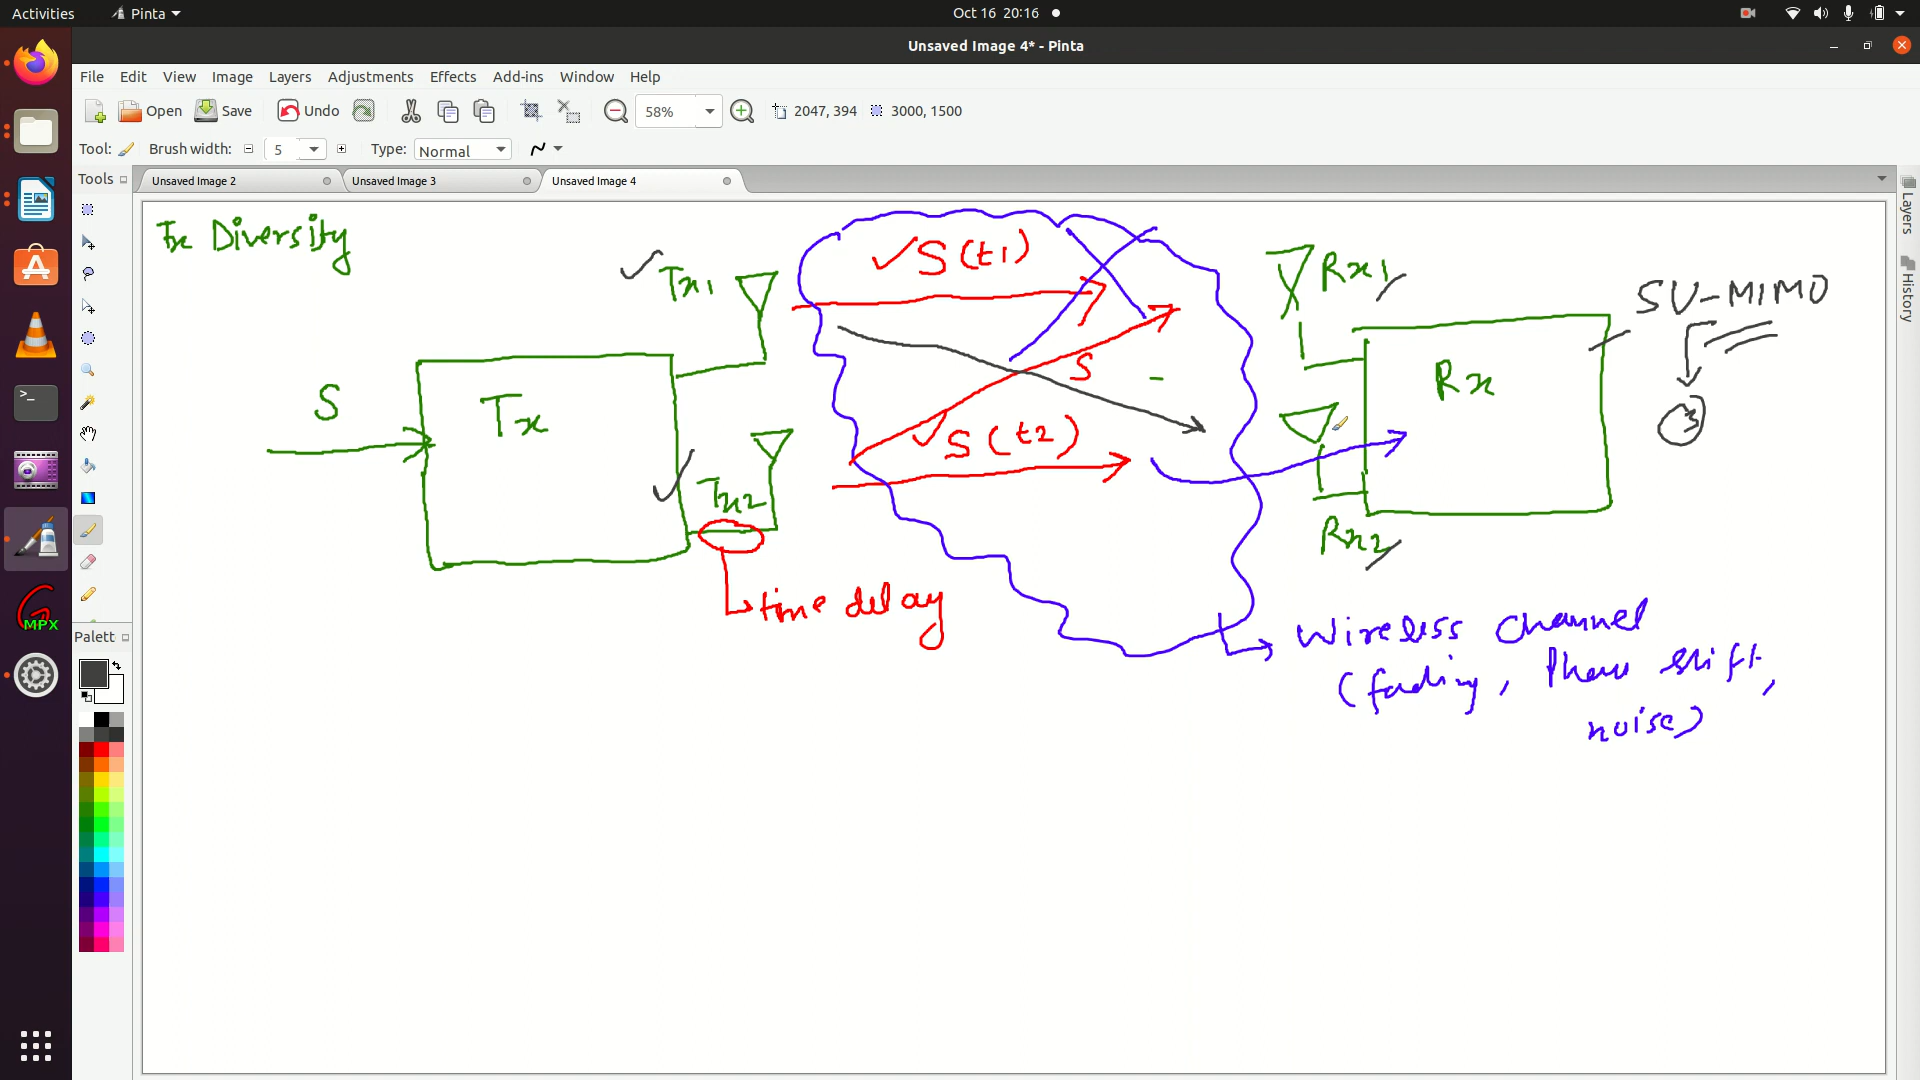 Activities Pinta Oct 16 20:16
Unsaved Image 4* - Pinta
File Edit View Image Layers Adjustments Effects Add-ins Window Help
Open Save Undo 58% 2047, 394 3000, 1500
Tool: Brush width: 5 Type: Normal
Tools Unsaved Image 2 Unsaved Image 3 Unsaved Image 4
Layers
History
Palett
MPX
Tx Diversity
Tx1
S(t1)
Rx1
SU-MIMO
S
Tx
S
Rx
3
S(t2)
Tx2
Rx2
time delay
Wireless Channel
(fading, Phase shift,
noise)